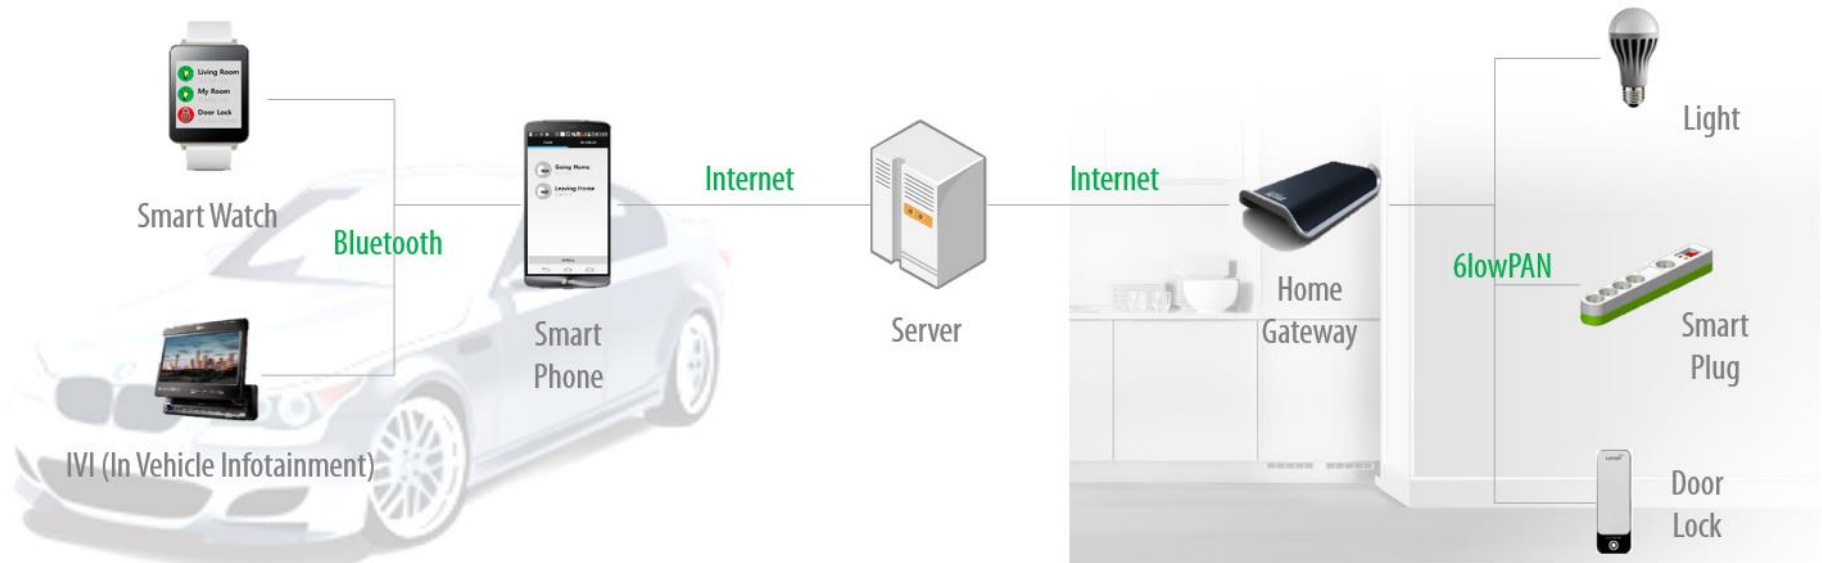 Living Room
My Room
Door Lock
Smart Watch
Bluetooth
IVI (In Vehicle Infotainment)
Going Home
Leaving Home
Smart
Phone
Internet
Server
Internet
Home
Gateway
6lowPAN
Light
Smart
Plug
Door
Lock